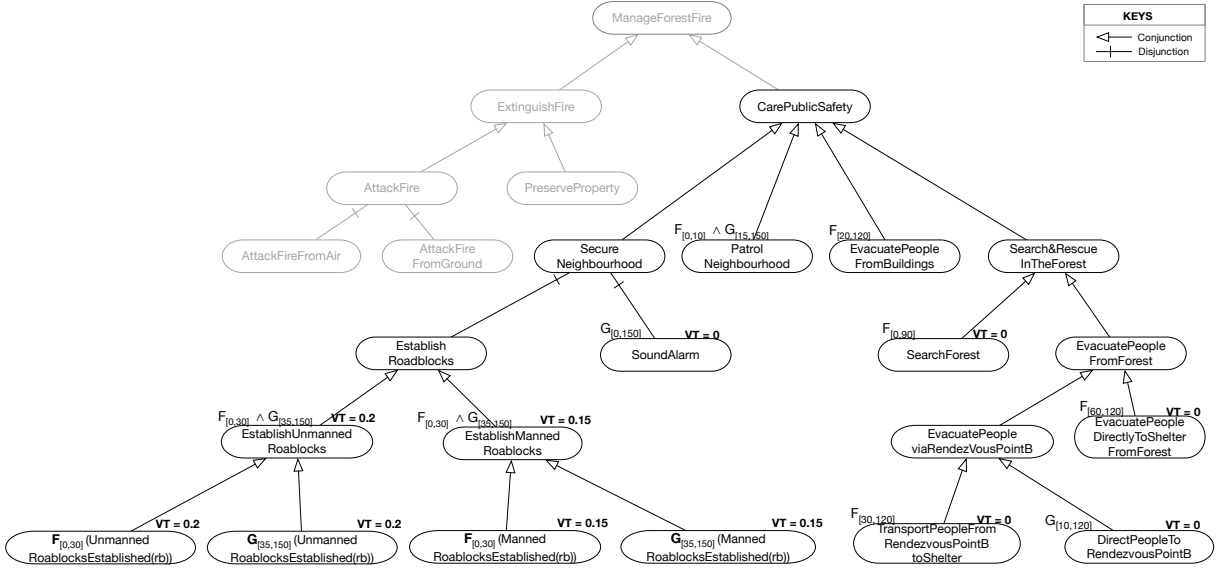 ManageForestFire
KEYS
Conjunction
Disjunction
ExtinguishFire
CarePublicSafety
AttackFire
PreserveProperty
F[0,10] ∧ G[15,150]
F[20,120]
AttackFireFromAir
AttackFire
FromGround
Secure
Neighbourhood
Patrol
Neighbourhood
EvacuatePeople
FromBuildings
Search&Rescue
InTheForest
G[0,150]
VT = 0
F[0,90]
VT = 0
Establish
Roadblocks
SoundAlarm
SearchForest
EvacuatePeople
FromForest
F[0,30] ∧ G[35,150]
VT = 0.2
F[0,30] ∧ G[35,150]
VT = 0.15
F[60,120]
VT = 0
EstablishUnmanned
Roablocks
EstablishManned
Roablocks
EvacuatePeople
viaRendezVousPointB
EvacuatePeople
DirectlyToShelter
FromForest
VT = 0.2
VT = 0.2
VT = 0.15
VT = 0.15
F[30,120]
VT = 0
G[10,120]
VT = 0
F[0,30] (Unmanned
RoablocksEstablished(rb))
G[35,150] (Unmanned
RoablocksEstablished(rb))
F[0,30] (Manned
RoablocksEstablished(rb))
G[35,150] (Manned
RoablocksEstablished(rb))
TransportPeopleFrom
RendezvousPointB
toShelter
DirectPeopleTo
RendezvousPointB